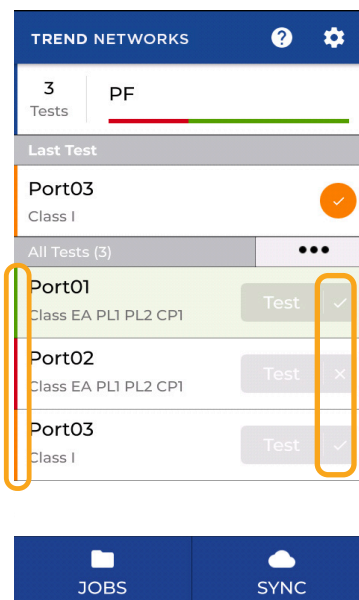 TREND NETWORKS
3
Tests
PF
Last Test
Port03
Class I
All Tests (3)
Port01
Class EA PL1 PL2 CP1
Test
Port02
Class EA PL1 PL2 CP1
Test
Port03
Class I
Test
JOBS
SYNC